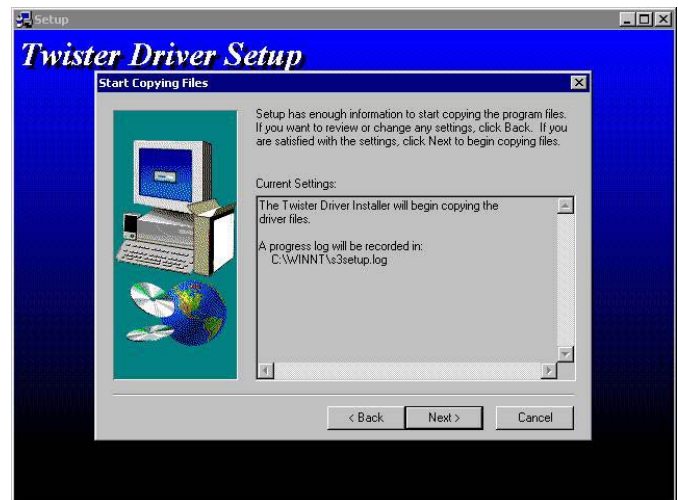 Setup
Twister Driver Setup
Start Copying Files
Setup has enough information to start copying the program files.
If you want to review or change any settings, click Back. If you
are satisfied with the settings, click Next to begin copying files.
Current Settings:
The Twister Driver Installer will begin copying the
driver files.
A progress log will be recorded in:
C:\WINNT\s3setup.log
< Back
Next >
Cancel